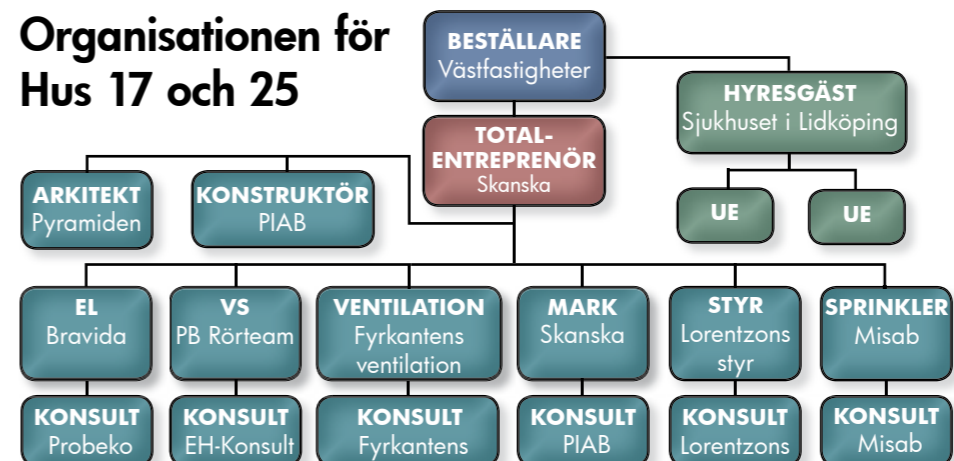 Organisationen för
Hus 17 och 25
BESTÄLLARE
Västfastigheter
HYRESGÄST
Sjukhuset i Lidköping
TOTAL-
ENTREPRENÖR
Skanska
ARKITEKT
Pyramiden
KONSTRUKTÖR
PIAB
UE
UE
EL
Bravida
VS
PB Rörteam
VENTILATION
Fyrkantens
ventilation
MARK
Skanska
STYR
Lorentzons
styr
SPRINKLER
Misab
KONSULT
Probeko
KONSULT
EH-Konsult
KONSULT
Fyrkantens
KONSULT
PIAB
KONSULT
Lorentzons
KONSULT
Misab